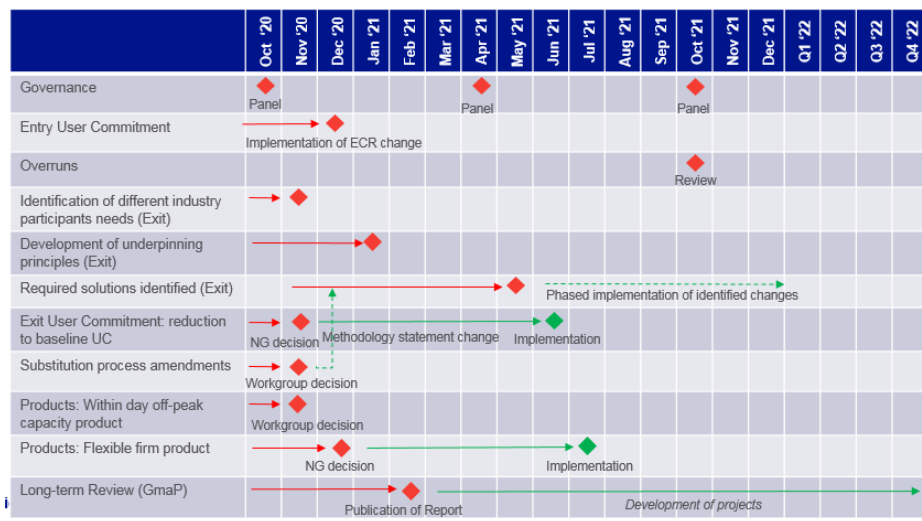 Oct '20 Nov '20 Dec '20 Jan '21 Feb '21 Mar '21 Apr '21 May '21 Jun '21 Jul '21 Aug '21 Sep '21 Oct '21 Nov '21 Dec '21 Q1 '22 Q2 '22 Q3 '22 Q4 '22
Governance
Panel Panel Panel
Entry User Commitment
Implementation of ECR change
Overruns
Review
Identification of different industry
participants needs (Exit)
Development of underpinning
principles (Exit)
Required solutions identified (Exit)
Phased implementation of identified changes
Exit User Commitment: reduction
to baseline UC
NG decision Methodology statement change Implementation
Substitution process amendments
Workgroup decision
Products: Within day off-peak
capacity product
Workgroup decision
Products: Flexible firm product
NG decision Implementation
Long-term Review (GmaP)
Publication of Report Development of projects